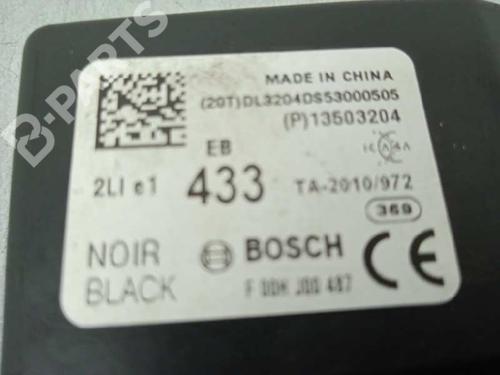 B-PARTS
MADE IN CHINA
(20T)DL3204DS53000505
(P)13503204
EB
2LI e1 433 TA-2010/972
369
NOIR BOSCH CE
BLACK F 00K J00 487